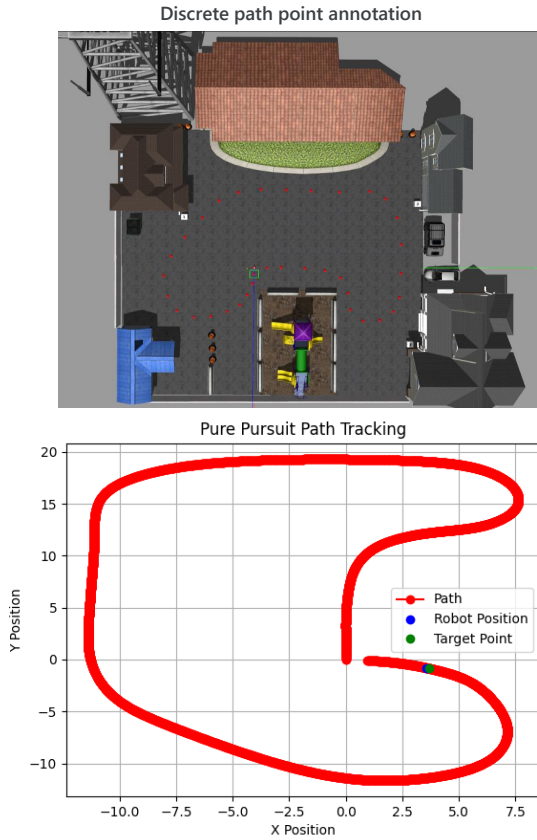 Discrete path point annotation
Pure Pursuit Path Tracking
20
15
10
5
0
−5
−10
Y Position
Path
Robot Position
Target Point
−10.0
−7.5
−5.0
−2.5
0.0
2.5
5.0
7.5
X Position